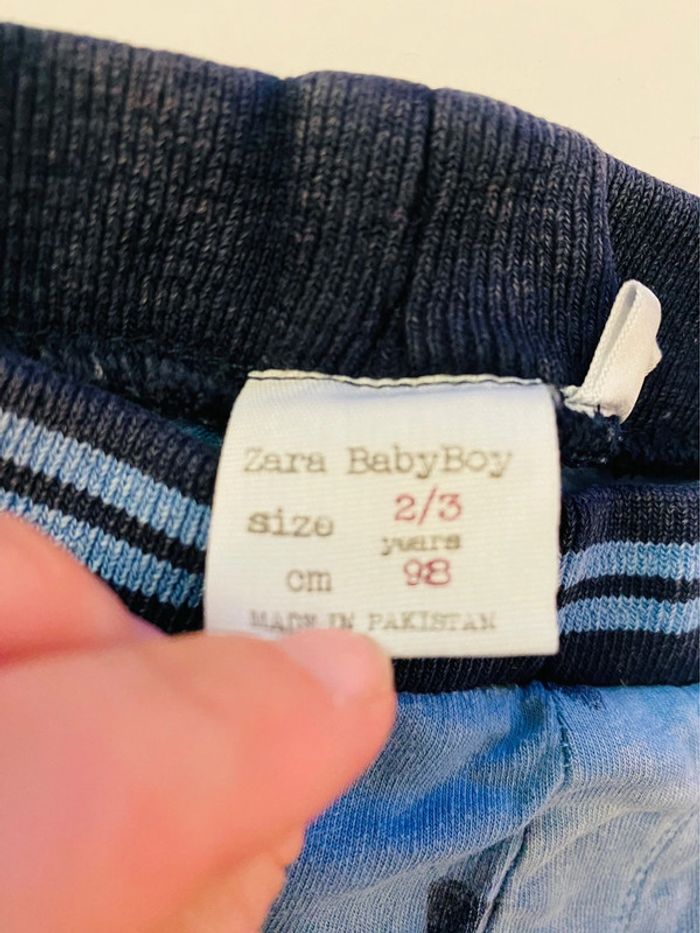 Zara BabyBoy
size 2/3
years
cm 98
MADE IN PAKISTAN